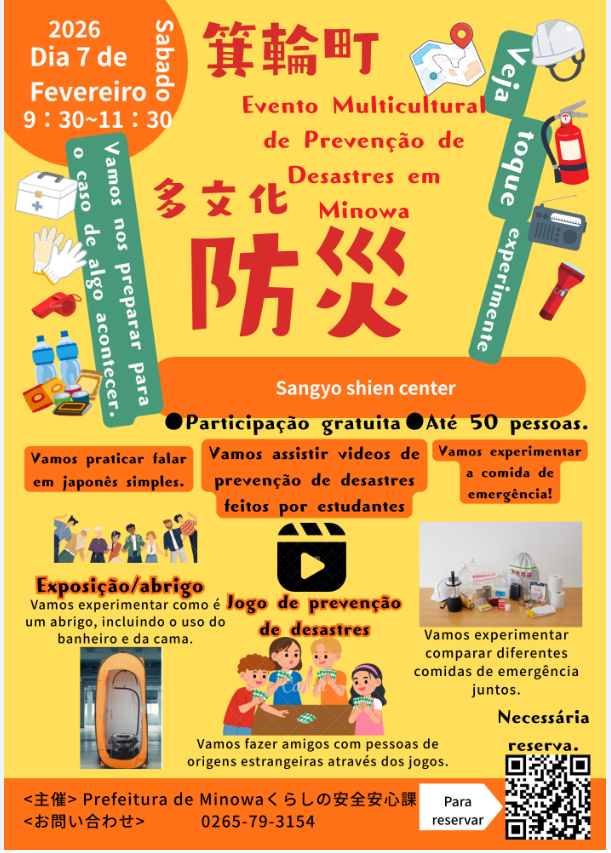 2026
Dia 7 de
Fevereiro
Sabado
9：30~11：30
箕輪町
Evento Multicultural
de Prevenção de
Desastres em
Minowa
多文化
防災
Veja
toque
experimente
Vamos nos preparar para
o caso de algo acontecer.
Sangyo shien center
●Participação gratuita ●Até 50 pessoas.
Vamos praticar falar
em japonês simples.
Vamos assistir videos de
prevenção de desastres
feitos por estudantes
Vamos experimentar
a comida de
emergência!
Exposição/abrigo
Vamos experimentar como é
um abrigo, incluindo o uso do
banheiro e da cama.
Jogo de prevenção
de desastres
Vamos fazer amigos com pessoas de
origens estrangeiras através dos jogos.
Vamos experimentar
comparar diferentes
comidas de emergência
juntos.
Necessária
reserva.
<主催> Prefeitura de Minowaくらしの安全安心課
<お問い合わせ> 0265-79-3154
Para
reservar